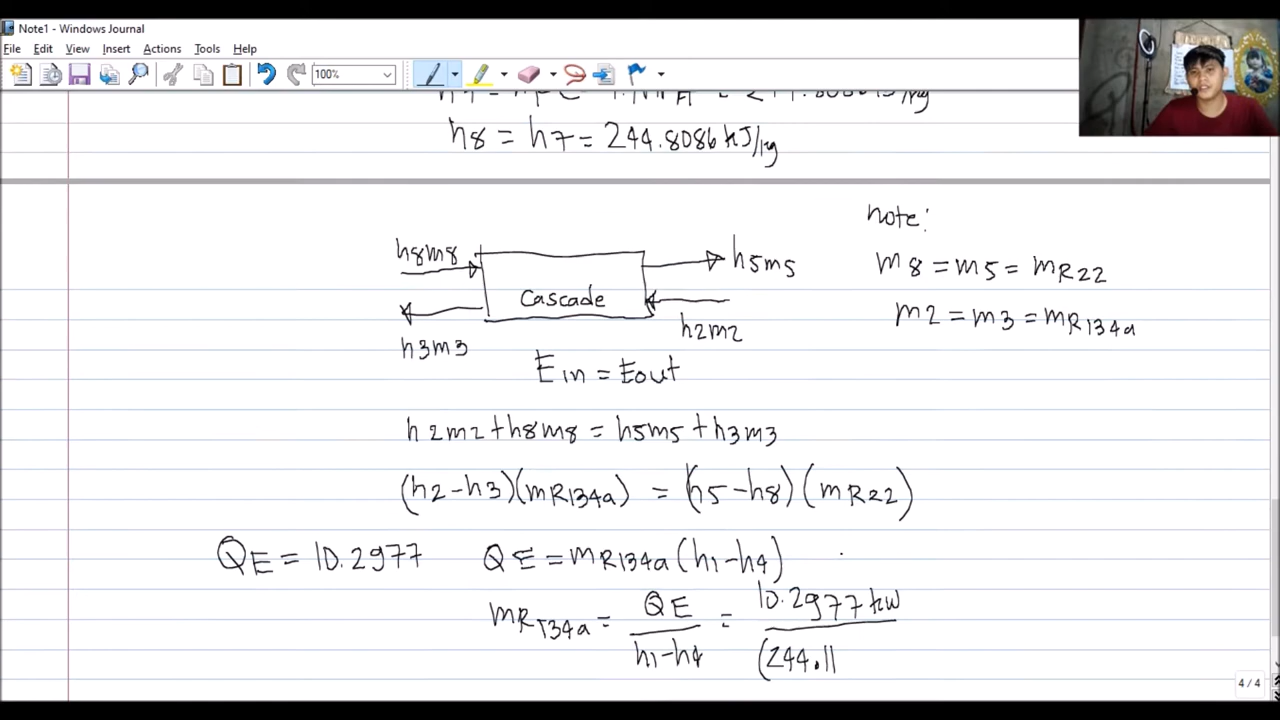 Note1 - Windows Journal
File Edit View Insert Actions Tools Help
100%
h8 = h7 = 244.8086 kJ/kg
note:
h8m8
h5m5
m8 = m5 = mR22
Cascade
m2 = m3 = mR134a
h3m3
h2m2
Ein = Eout
h2m2+h8m8 = h5m5+h3m3
(h2-h3)(mR134a) = (h5-h8)(mR22)
QE = 10.2977 QE = mR134a(h1-h4)
mR134a = QE/h1-h4 = 10.2977 kW/(244.11
4 / 4